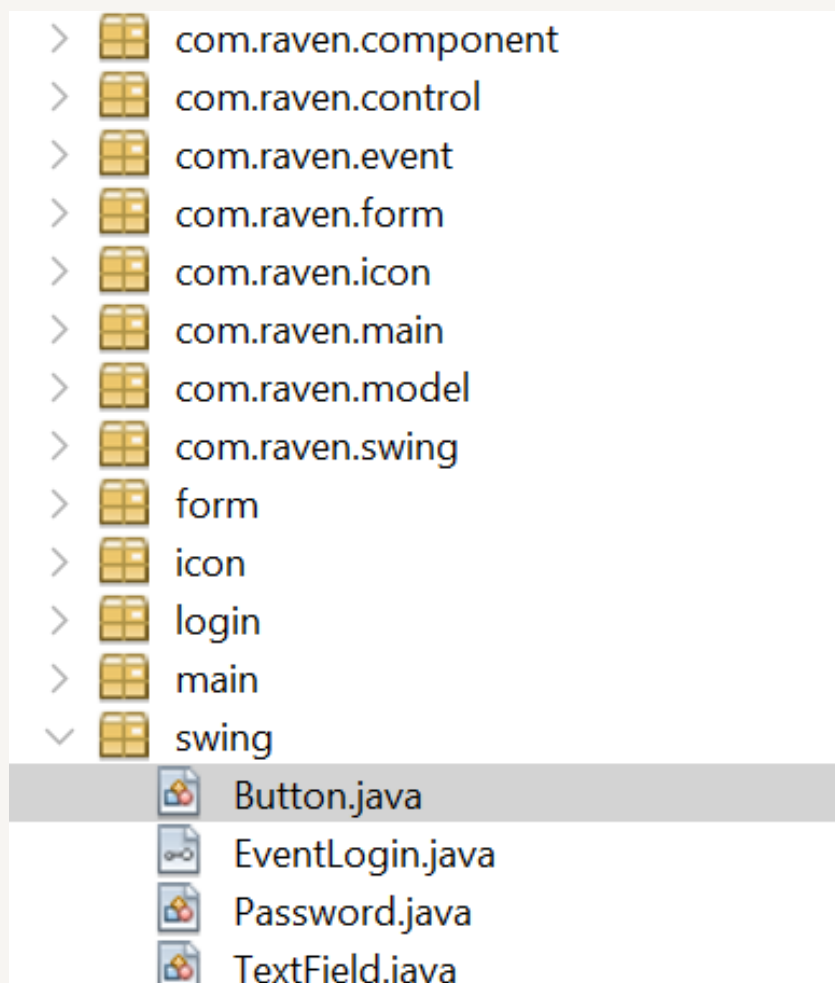 com.raven.component
com.raven.control
com.raven.event
com.raven.form
com.raven.icon
com.raven.main
com.raven.model
com.raven.swing
form
icon
login
main
swing
Button.java
EventLogin.java
Password.java
TextField.java